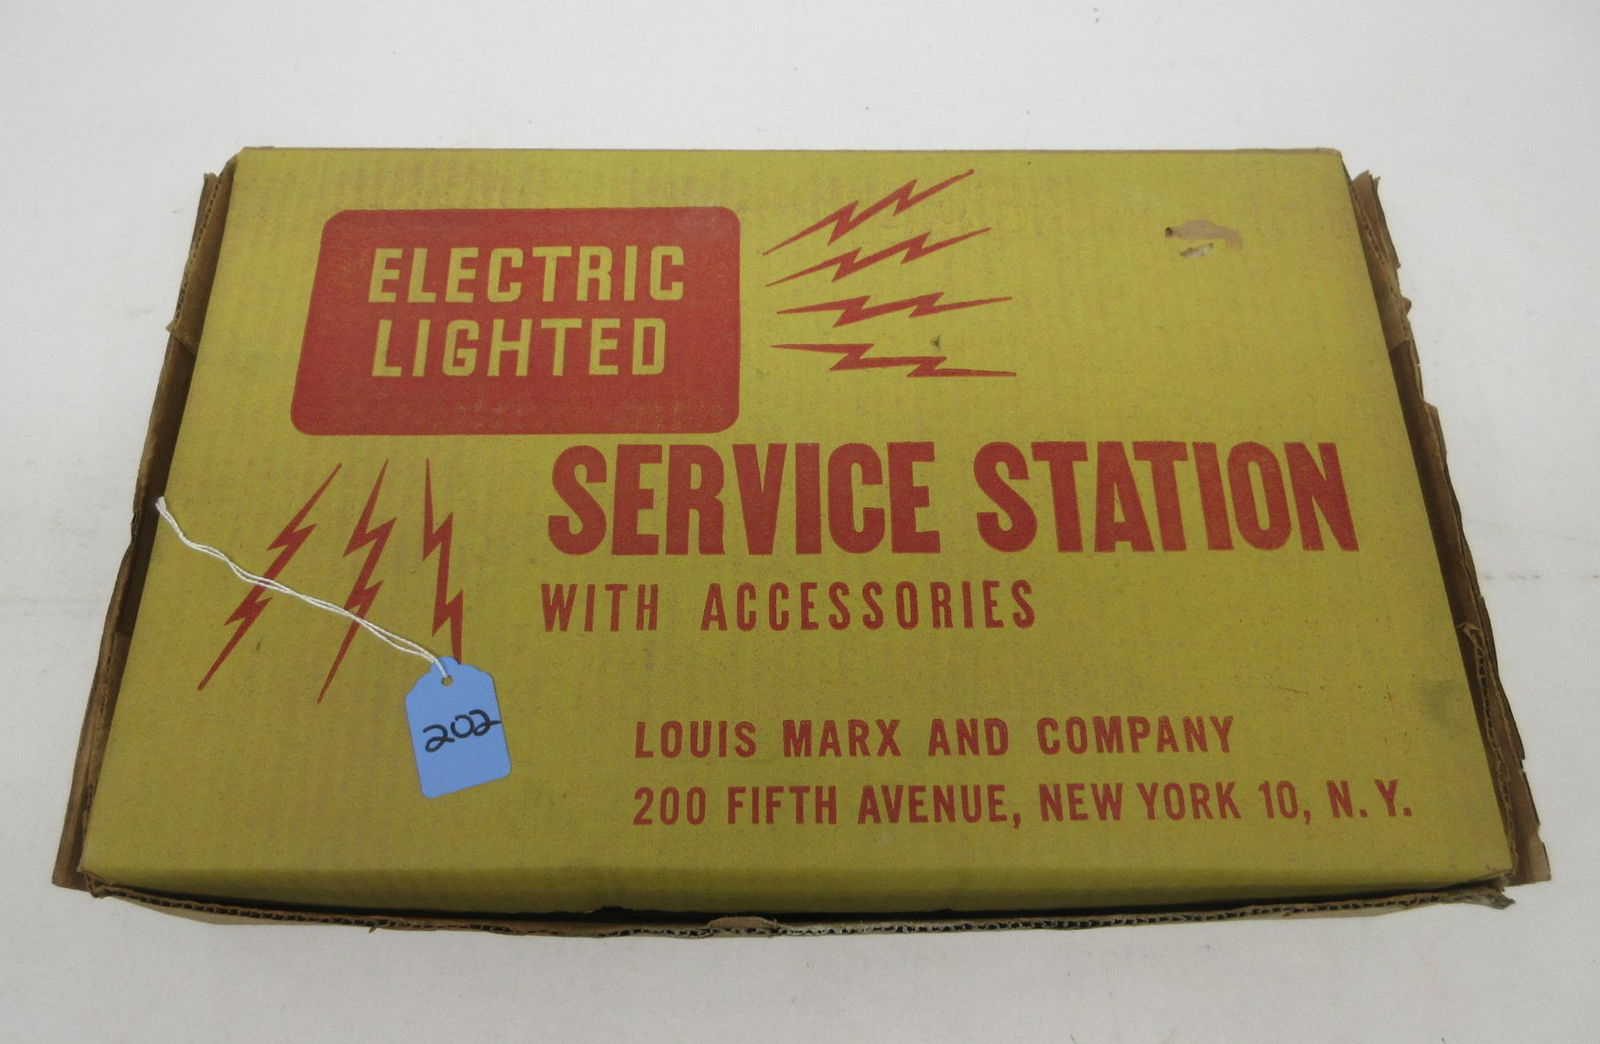 ELECTRIC
LIGHTED
SERVICE STATION
WITH ACCESSORIES
202
LOUIS MARX AND COMPANY
200 FIFTH AVENUE, NEW YORK 10, N. Y.